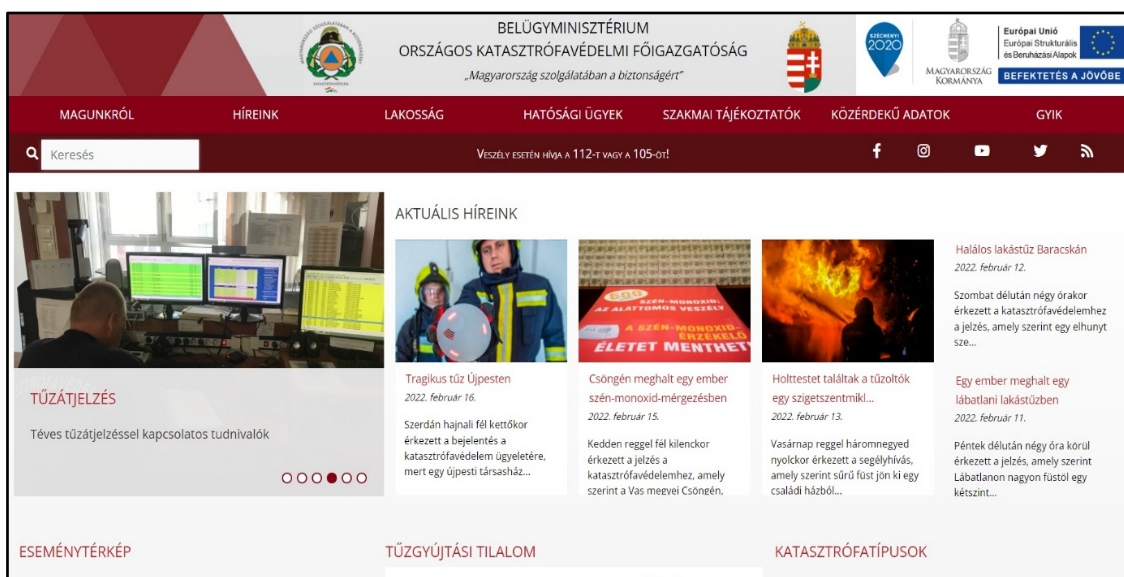 BELÜGYMINISZTÉRIUM
ORSZÁGOS KATASZTRÓFAVÉDELMI FŐIGAZGATÓSÁG
„Magyarország szolgálatában a biztonságért"
SZÉCHENYI
2020
MAGYARORSZÁG
KORMÁNYA
Európai Unió
Európai Strukturális
és Beruházási Alapok
BEFEKTETÉS A JÖVŐBE
MAGUNKRÓL HÍREINK LAKOSSÁG HATÓSÁGI ÜGYEK SZAKMAI TÁJÉKOZTATÓK KÖZÉRDEKŰ ADATOK GYIK
Keresés
VESZÉLY ESETÉN HÍVJA A 112-T VAGY A 105-ÖT!
TŰZÁTJELZÉS
Téves tűzátjelzéssel kapcsolatos tudnivalók
AKTUÁLIS HÍREINK
Tragikus tűz Újpesten
2022. február 16.
Szerdán hajnali fél kettőkor
érkezett a bejelentés a
katasztrófavédelem ügyeletére,
mert egy újpesti társasház...
SZÉN-MONOXID:
AZ ALATTOMOS VESZÉLY
A SZÉN-MONOXID-
ÉRZÉKELŐ
ÉLETET MENTHET
Csöngén meghalt egy ember
szén-monoxid-mérgezésben
2022. február 15.
Kedden reggel fél kilenckor
érkezett a jelzés a
katasztrófavédelemhez, amely
szerint a Vas megyei Csöngén,
Holttestet találtak a tűzoltók
egy szigetszentmikl...
2022. február 13.
Vasárnap reggel háromnegyed
nyolckor érkezett a segélyhívás,
amely szerint sűrű füst jön ki egy
családi házból...
Halálos lakástűz Baracskán
2022. február 12.
Szombat délután négy órakor
érkezett a katasztrófavédelemhez
a jelzés, amely szerint egy elhunyt
sze...
Egy ember meghalt egy
lábatlani lakástűzben
2022. február 11.
Péntek délután négy óra körül
érkezett a jelzés, amely szerint
Lábatlanon nagyon füstöl egy
kétszint...
ESEMÉNYTÉRKÉP
TŰZGYÚJTÁSI TILALOM
KATASZTRÓFATÍPUSOK